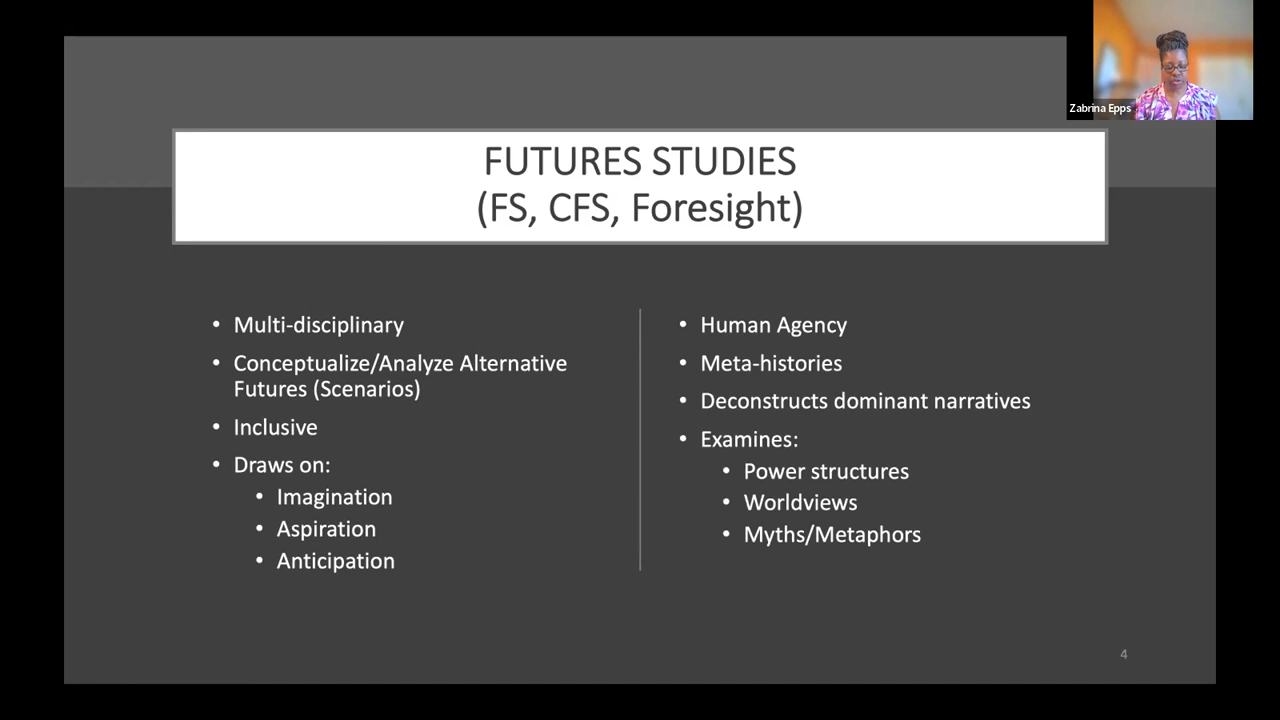 Zabrina Epps
FUTURES STUDIES
(FS, CFS, Foresight)
• Multi-disciplinary
• Conceptualize/Analyze Alternative
Futures (Scenarios)
• Inclusive
• Draws on:
• Imagination
• Aspiration
• Anticipation
• Human Agency
• Meta-histories
• Deconstructs dominant narratives
• Examines:
• Power structures
• Worldviews
• Myths/Metaphors
4